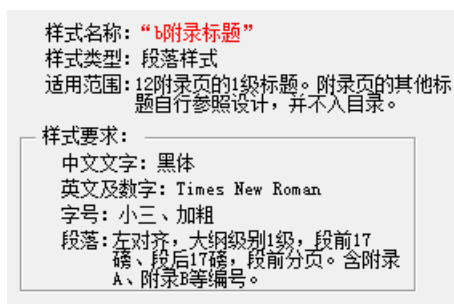 样式名称：“b附录标题”
样式类型：段落样式
适用范围：12附录页的1级标题。附录页的其他标
题自行参照设计，并不入目录。
样式要求：
中文文字：黑体
英文及数字：Times New Roman
字号：小三、加粗
段落：左对齐，大纲级别1级，段前17
磅、段后17磅，段前分页。含附录
A、附录B等编号。